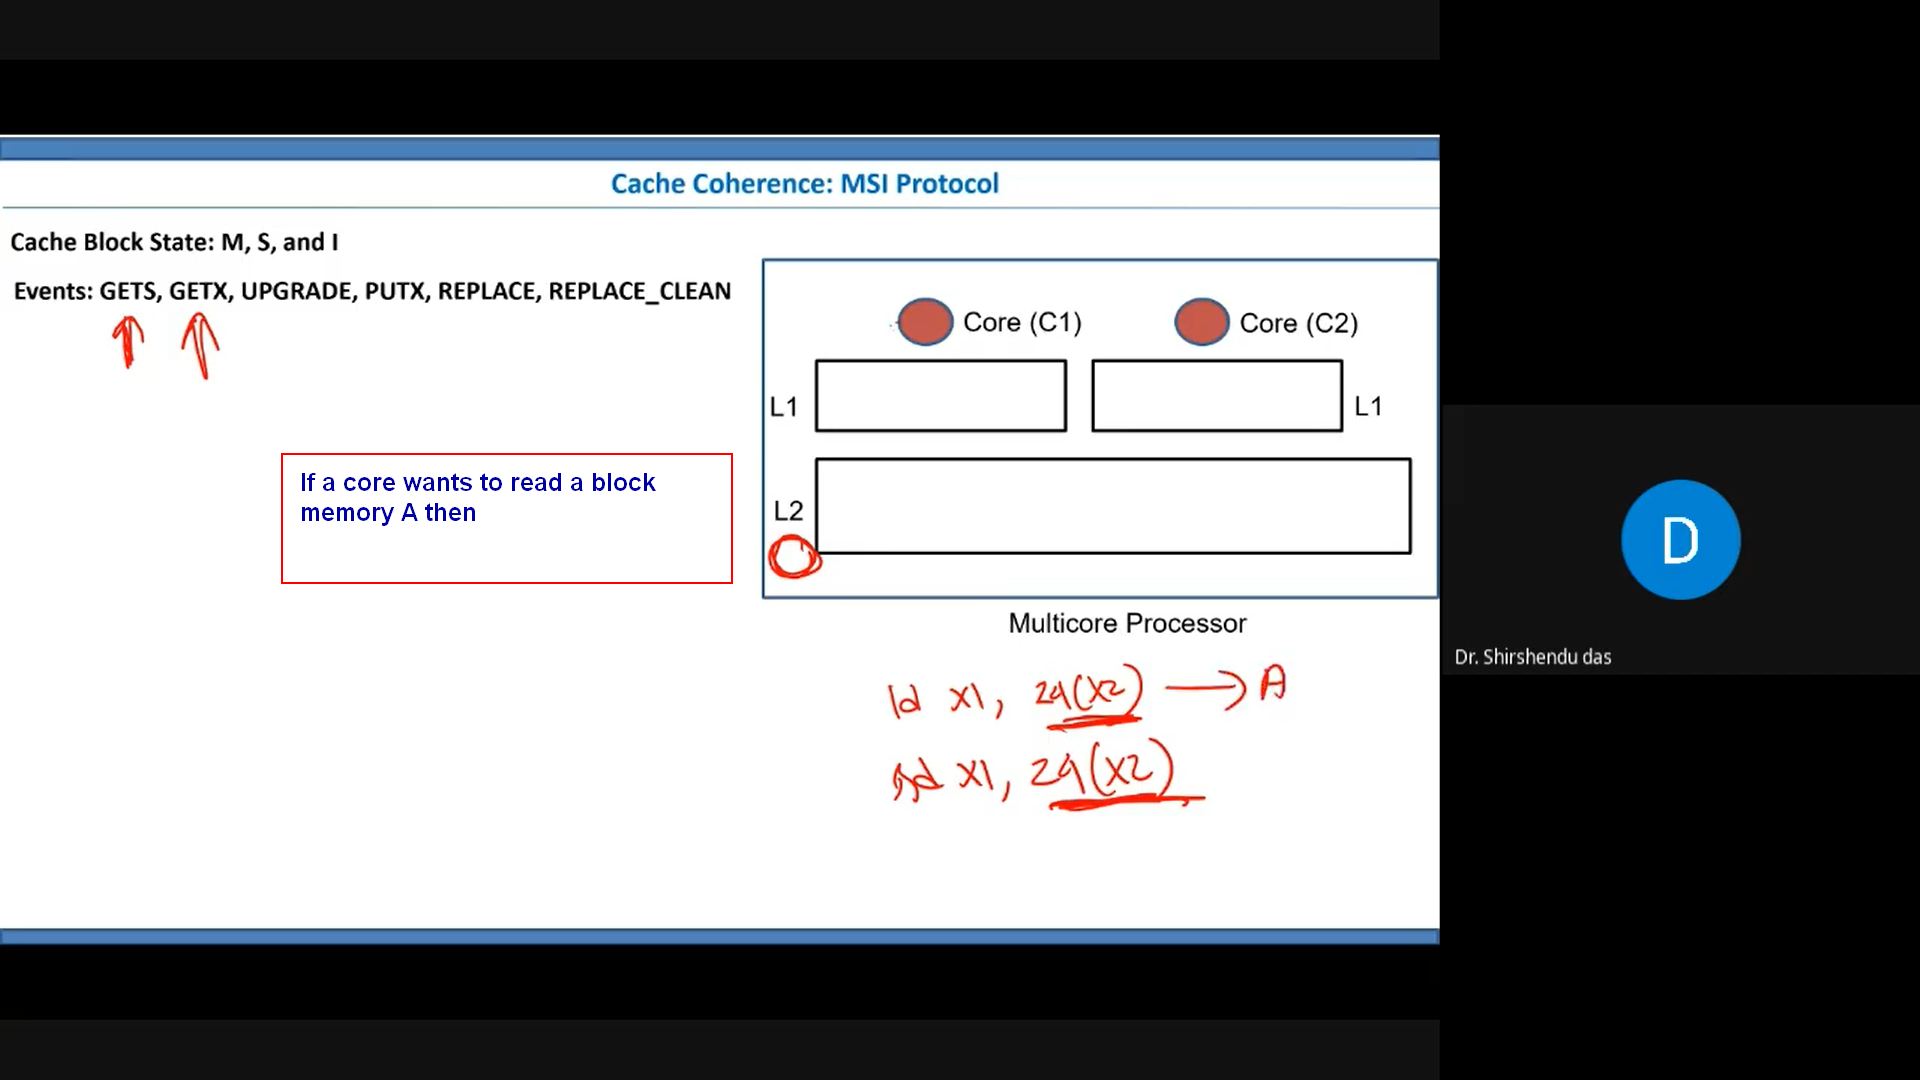 Cache Coherence: MSI Protocol
Cache Block State: M, S, and I
Events: GETS, GETX, UPGRADE, PUTX, REPLACE, REPLACE_CLEAN
If a core wants to read a block
memory A then
Core (C1)
Core (C2)
L1
L1
L2
Multicore Processor
ld x1, 24(x2) → A
sd x1, 24(x2)
D
Dr. Shirshendu das